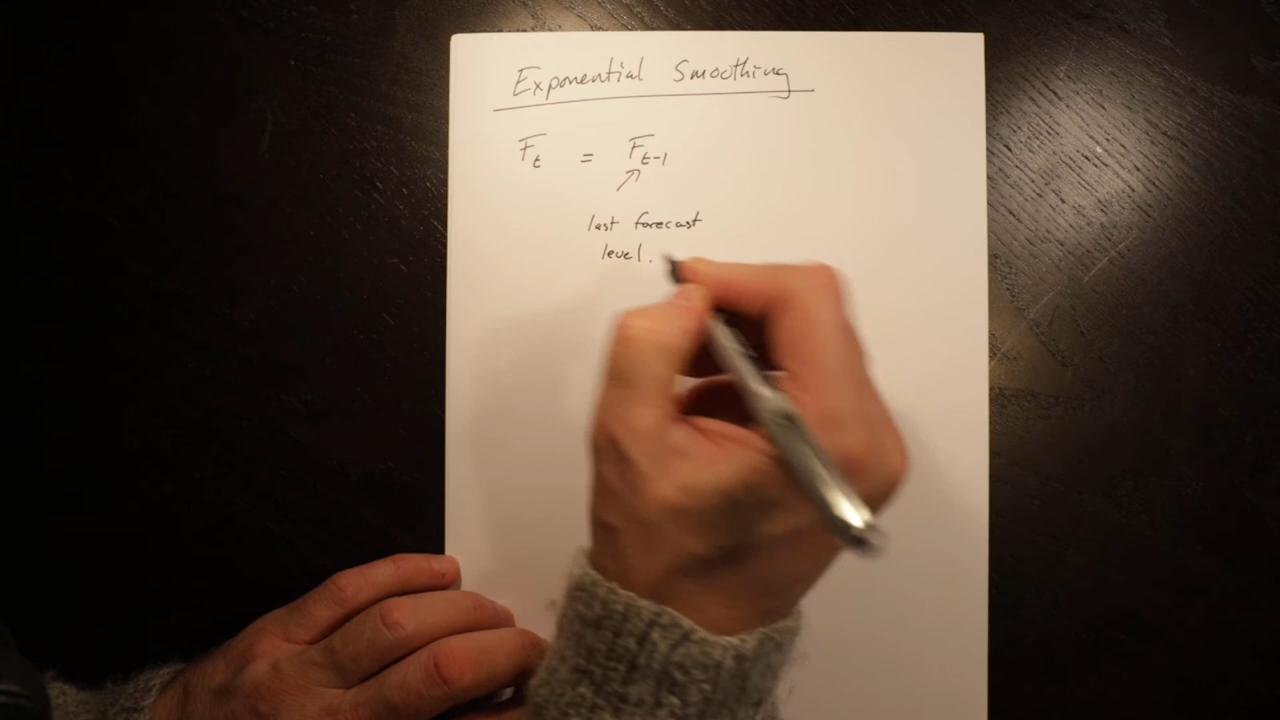 Exponential Smoothing
Fₜ = Fₜ₋₁
last forecast
level.